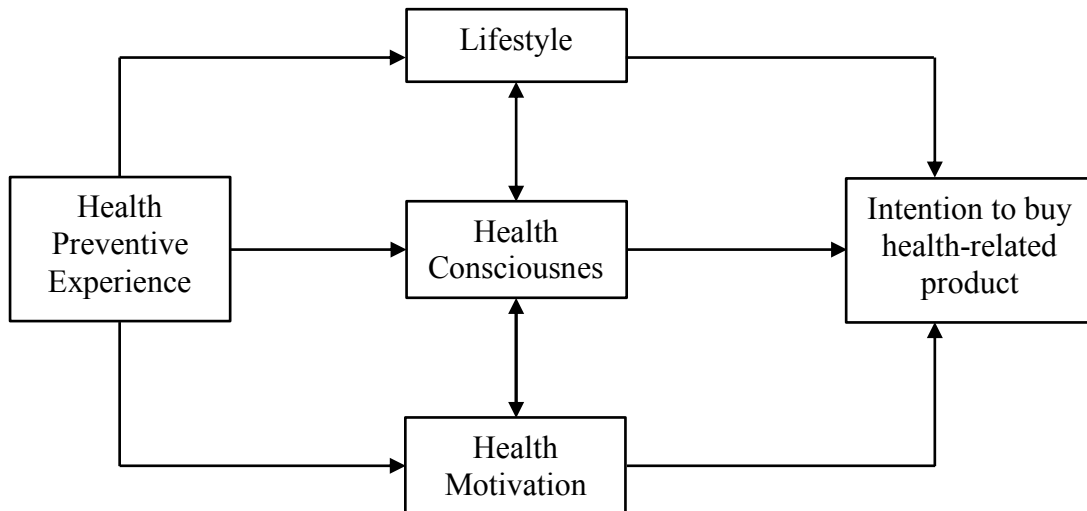 Lifestyle
Health
Preventive
Experience
Health
Consciousnes
Intention to buy
health-related
product
Health
Motivation